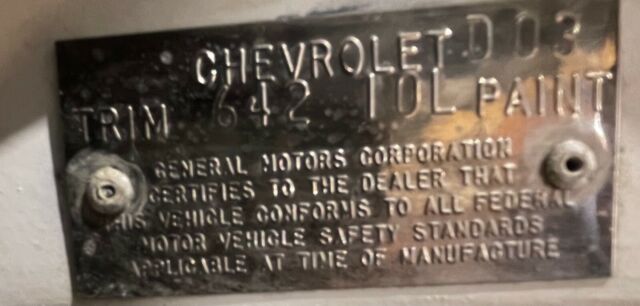 CHEVROLET D03
TRIM 642 10L PAINT
GENERAL MOTORS CORPORATION
CERTIFIES TO THE DEALER THAT
THIS VEHICLE CONFORMS TO ALL FEDERAL
MOTOR VEHICLE SAFETY STANDARDS
APPLICABLE AT TIME OF MANUFACTURE